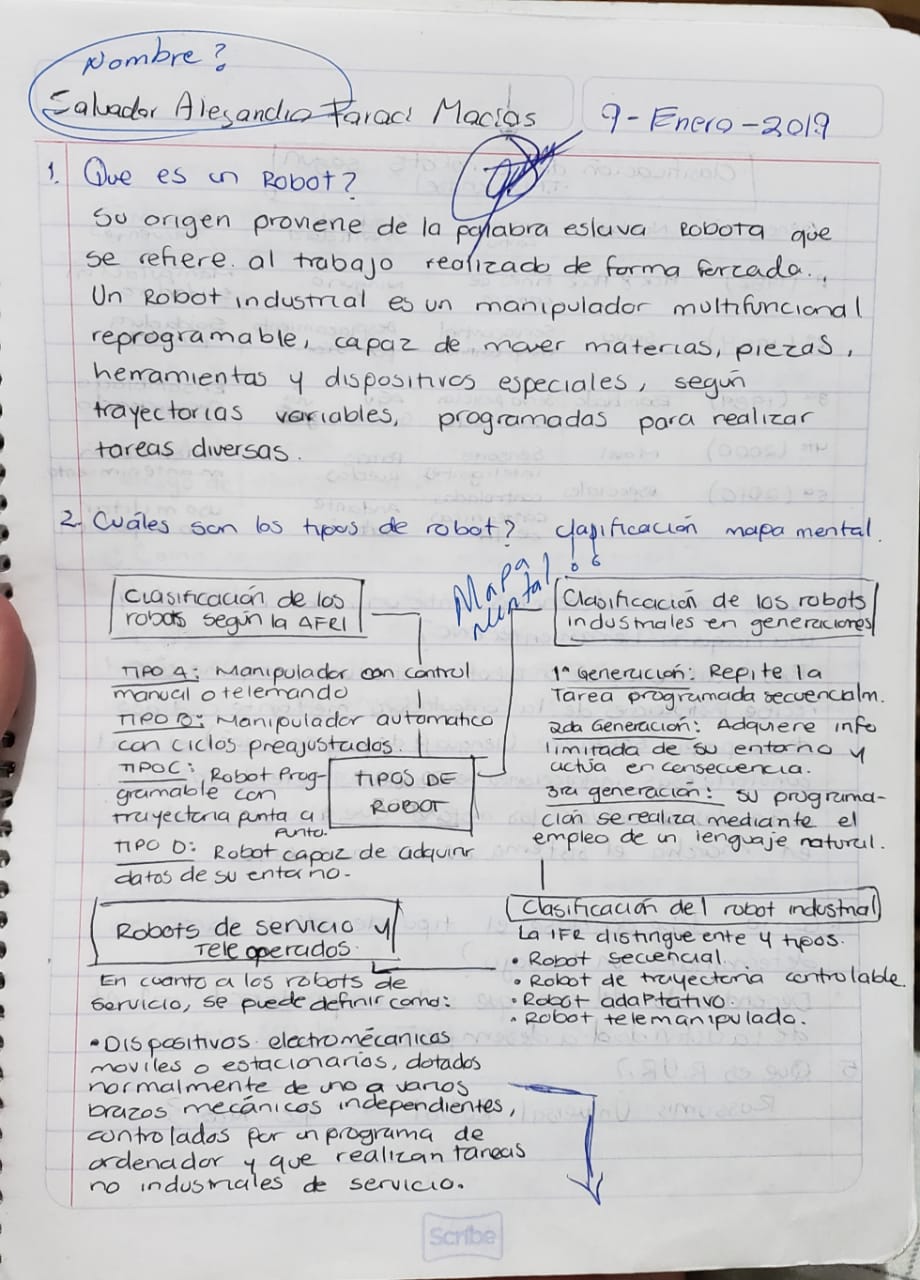 Nombre?
Salvador Alejandro Faraci Macias
9-Enero-2019
1. Que es un Robot?
Su origen proviene de la palabra eslava Robota que
se refiere al trabajo realizado de forma forzada.
Un Robot industrial es un manipulador multifuncional
reprogramable, capaz de mover materias, piezas,
herramientas y dispositivos especiales, según
trayectorias variables, programadas para realizar
tareas diversas.
2. Cuáles son los tipos de robot? clasificación mapa mental.
Mapa
mental!
Clasificación de los
robots según la AFRI
TIPO A: Manipulador con control
manual o telemando
TIPO B: Manipulador automatico
con ciclos preajustados.
TIPO C: Robot Prog-
gramable con
trayectoria punta a
punta.
TIPO D: Robot capaz de adquirir
datos de su entorno.
TIPOS DE
ROBOT
Clasificación de los robots
industriales en generaciones
1ª Generación: Repite la
Tarea programada secuencialm.
2da Generación: Adquiere info
limitada de su entorno y
actúa en consecuencia.
3ra generación: su programa-
ción se realiza mediante el
empleo de un lenguaje natural.
Clasificación del robot industrial
La IFR distingue ente 4 tipos.
• Robot secuencial.
• Robot de trayectoria controlable.
• Robot adaptativo.
• Robot telemanipulado.
Robots de servicio y
Tele operados.
En cuanto a los robots de
servicio, se puede definir como:
• Dispositivos electromécanicos
moviles o estacionarios, dotados
normalmente de uno a varios
brazos mecánicos independientes,
controlados por un programa de
ordenador y que realizan tareas
no industriales de servicio.
Scribe